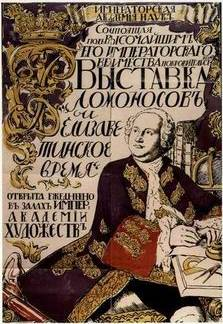 ИМПЕРАТОРСКАЯ
АКАДЕМІЯ НАУКЪ
Состоящая
подъ Высочайшимъ
Его Императорскаго
Величества покровительст
Выставка
Ломоносовъ
и
Елизаве
тинское
время
открыта ежедневно
въ залахъ Импер.
Академіи
Художествъ